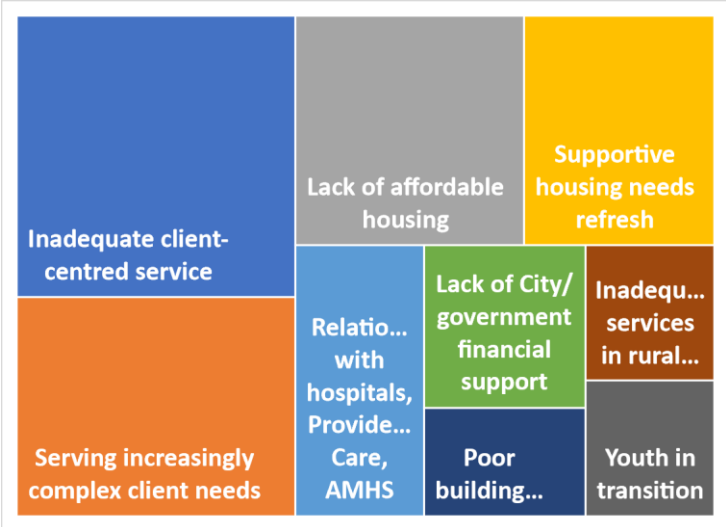 Inadequate client-
centred service
Serving increasingly
complex client needs
Lack of affordable
housing
Supportive
housing needs
refresh
Relatio...
with
hospitals,
Provide...
Care,
AMHS
Lack of City/
government
financial
support
Poor
building...
Inadequ...
services
in rural...
Youth in
transition